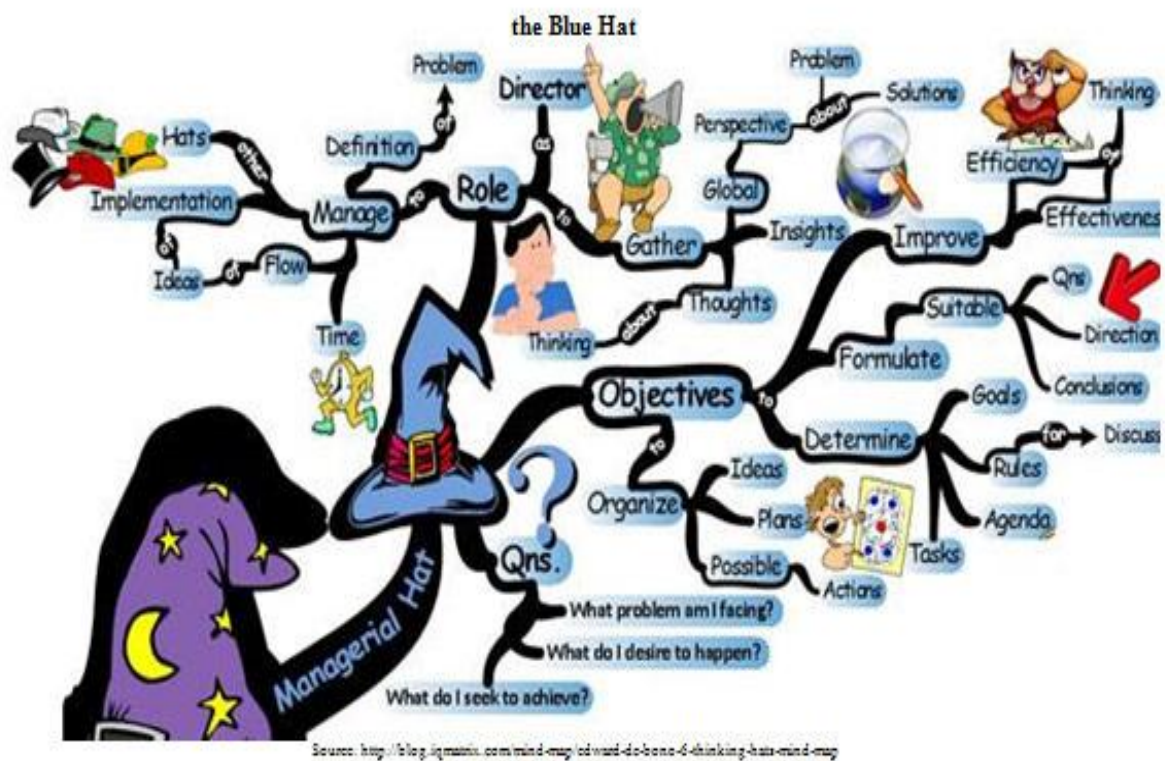 the Blue Hat
Problem
of
Definition
Hats
other
Implementation
of
Ideas
of
Flow
Manage
to
Time
Role
Director
as
to
Gather
Global
Perspective
about
Problem
Solutions
Insights
Thoughts
about
Thinking
Objectives
to
Improve
Efficiency
Effectivenes
of
Thinking
Formulate
Suitable
Qns
Direction
Conclusions
Determine
Goals
Rules
for
Discuss
Agenda
Tasks
to
Organize
Ideas
Plans
Possible
Actions
Qns.
What problem am I facing?
What do I desire to happen?
What do I seek to achieve?
Managerial Hat
Source: http://blog.iqmatrix.com/mind-map/edward-de-bono-6-thinking-hats-mind-map